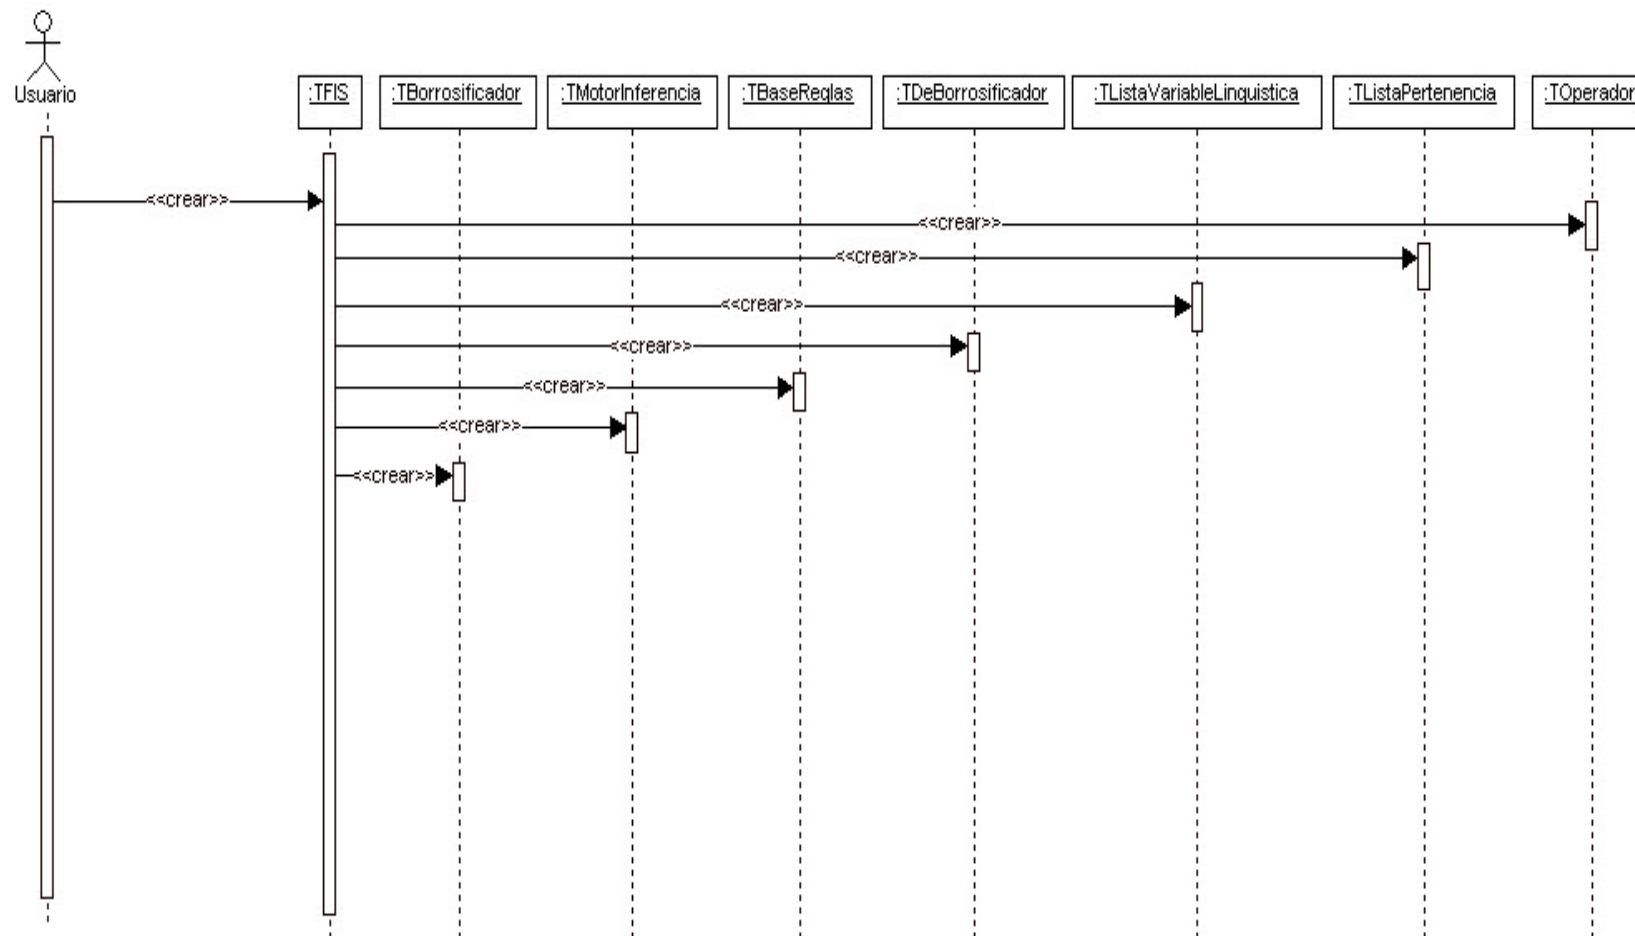 Usuario
:TFIS
:TBorrosificador
:TMotorInferencia
:TBaseReglas
:TDeBorrosificador
:TListaVariableLinguistica
:TListaPertenencia
:TOperador
<<crear>>
<<crear>>
<<crear>>
<<crear>>
<<crear>>
<<crear>>
<<crear>>
<<crear>>